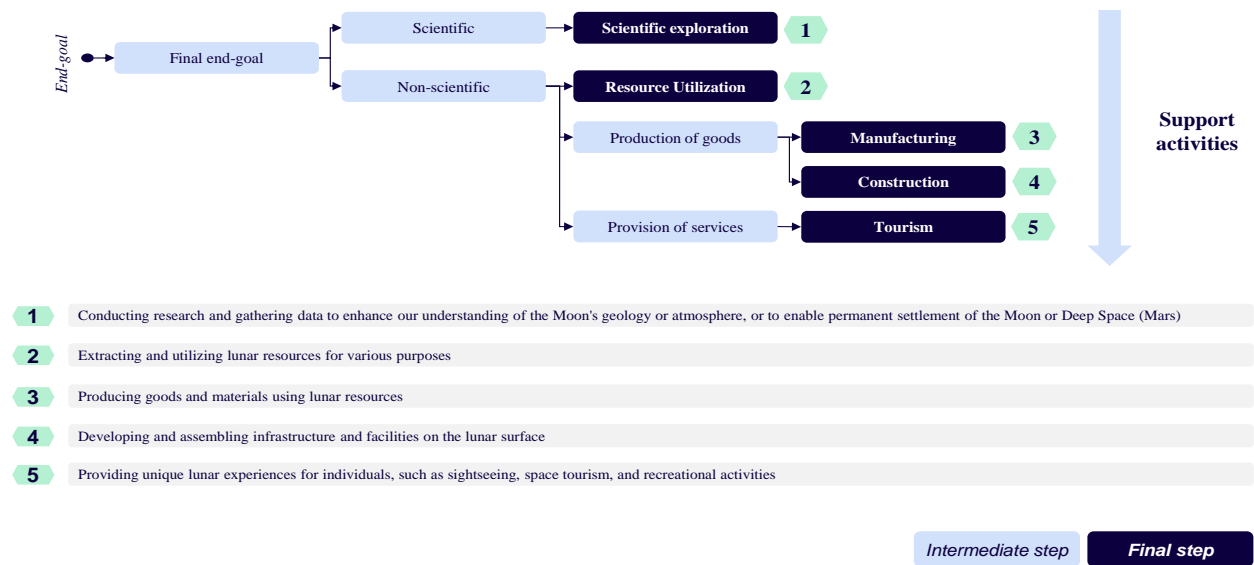 End-goal
Final end-goal
Scientific
Scientific exploration
1
Non-scientific
Resource Utilization
2
Production of goods
Manufacturing
3
Construction
4
Provision of services
Tourism
5
Support
activities
1 Conducting research and gathering data to enhance our understanding of the Moon's geology or atmosphere, or to enable permanent settlement of the Moon or Deep Space (Mars)
2 Extracting and utilizing lunar resources for various purposes
3 Producing goods and materials using lunar resources
4 Developing and assembling infrastructure and facilities on the lunar surface
5 Providing unique lunar experiences for individuals, such as sightseeing, space tourism, and recreational activities
Intermediate step
Final step